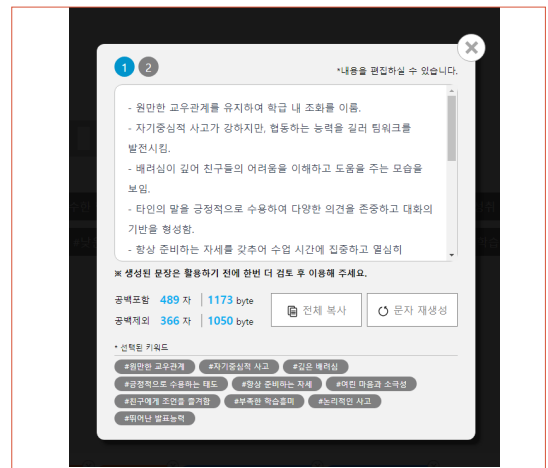 1 2
*내용을 편집하실 수 있습니다.
- 원만한 교우관계를 유지하여 학급 내 조화를 이룸.
- 자기중심적 사고가 강하지만, 협동하는 능력을 길러 팀워크를
발전시킴.
- 배려심이 깊어 친구들의 어려움을 이해하고 도움을 주는 모습을
보임.
- 타인의 말을 긍정적으로 수용하여 다양한 의견을 존중하고 대화의
기반을 형성함.
- 항상 준비하는 자세를 갖추어 수업 시간에 집중하고 열심히
※ 생성된 문장은 활용하기 전에 한번 더 검토 후 이용해 주세요.
공백포함 489 자 | 1173 byte
공백제외 366 자 | 1050 byte
전체 복사
문자 재생성
* 선택된 키워드
#원만한 교우관계 #자기중심적 사고 #깊은 배려심
#긍정적으로 수용하는 태도 #항상 준비하는 자세 #여린 마음과 소극성
#친구에게 조언을 즐겨함 #부족한 학습흥미 #논리적인 사고
#뛰어난 발표능력